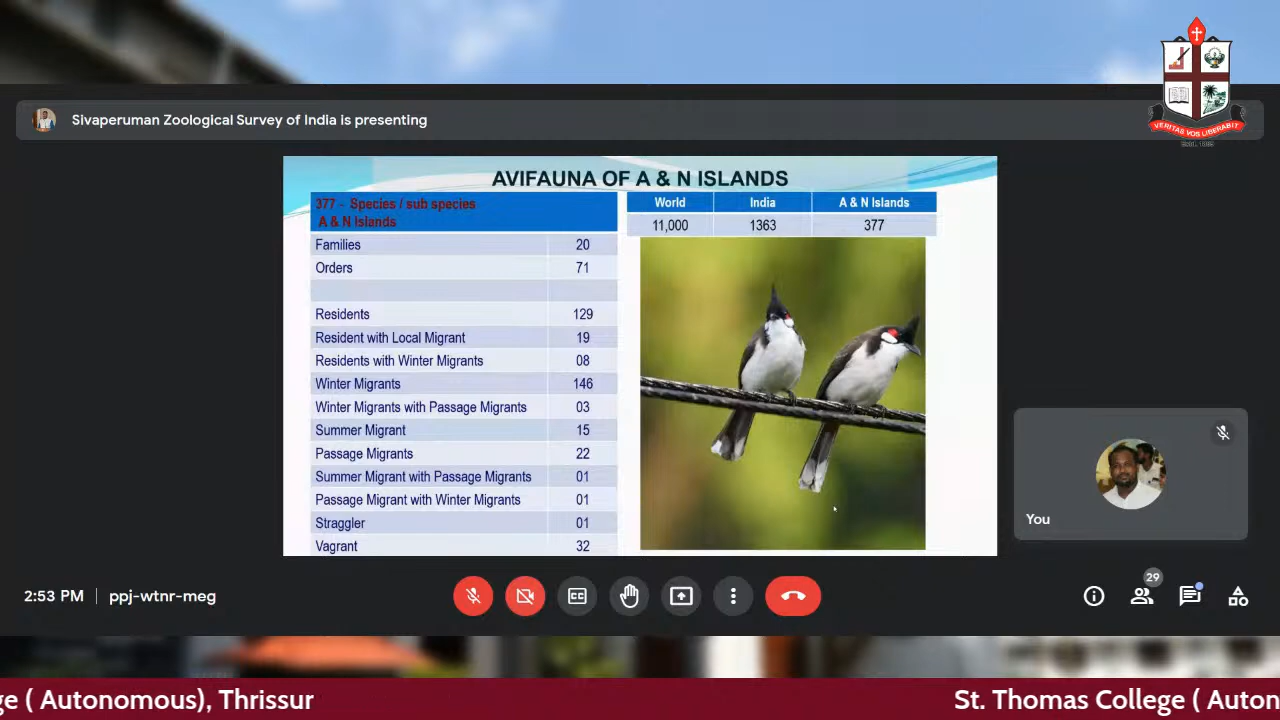 Sivaperuman Zoological Survey of India is presenting
VERITAS VOS LIBERABIT
AVIFAUNA OF A & N ISLANDS
377 – Species / sub species
A & N Islands
Families 20
Orders 71
Residents 129
Resident with Local Migrant 19
Residents with Winter Migrants 08
Winter Migrants 146
Winter Migrants with Passage Migrants 03
Summer Migrant 15
Passage Migrants 22
Summer Migrant with Passage Migrants 01
Passage Migrant with Winter Migrants 01
Straggler 01
Vagrant 32
World India A & N Islands
11,000 1363 377
You
2:53 PM ppj-wtnr-meg
29
ge ( Autonomous), Thrissur St. Thomas College ( Auton